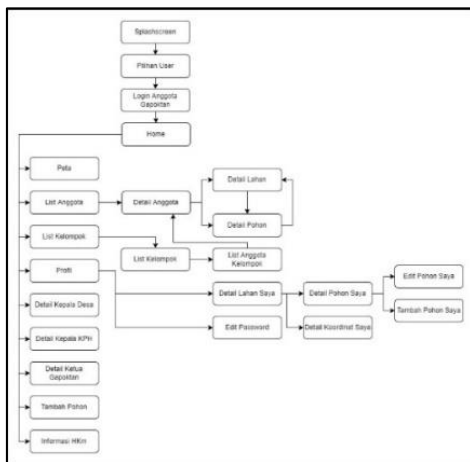 Splashscreen
Pilihan User
Login Anggota
Gapoktan
Home
Peta
List Anggota
Detail Anggota
Detail Lahan
Detail Pohon
List Kelompok
List Kelompok
List Anggota
Kelompok
Profil
Detail Lahan Saya
Detail Pohon Saya
Edit Pohon Saya
Tambah Pohon Saya
Edit Password
Detail Koordinat Saya
Detail Kepala Desa
Detail Kepala KPH
Detail Ketua
Gapoktan
Tambah Pohon
Informasi HKm